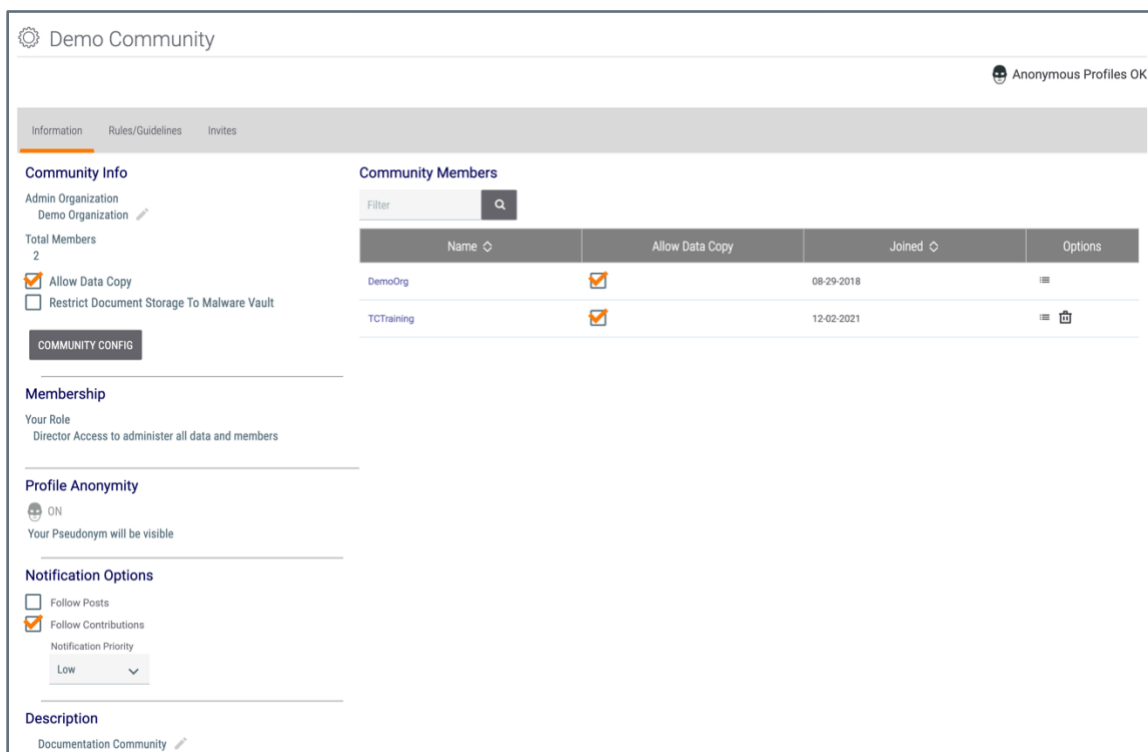 Demo Community
Anonymous Profiles OK
Information Rules/Guidelines Invites
Community Info
Admin Organization
Demo Organization
Total Members
2
Allow Data Copy
Restrict Document Storage To Malware Vault
COMMUNITY CONFIG
Membership
Your Role
Director Access to administer all data and members
Profile Anonymity
ON
Your Pseudonym will be visible
Notification Options
Follow Posts
Follow Contributions
Notification Priority
Low
Description
Documentation Community
Community Members
Filter
Name Allow Data Copy Joined Options
DemoOrg 08-29-2018
TCTraining 12-02-2021